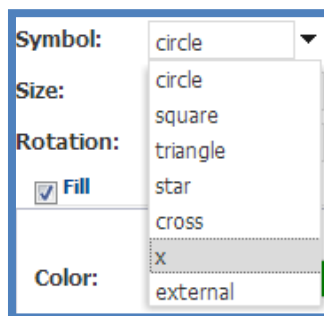 Symbol: circle
Size: circle
square
Rotation: triangle
Fill star
cross
x
Color: external